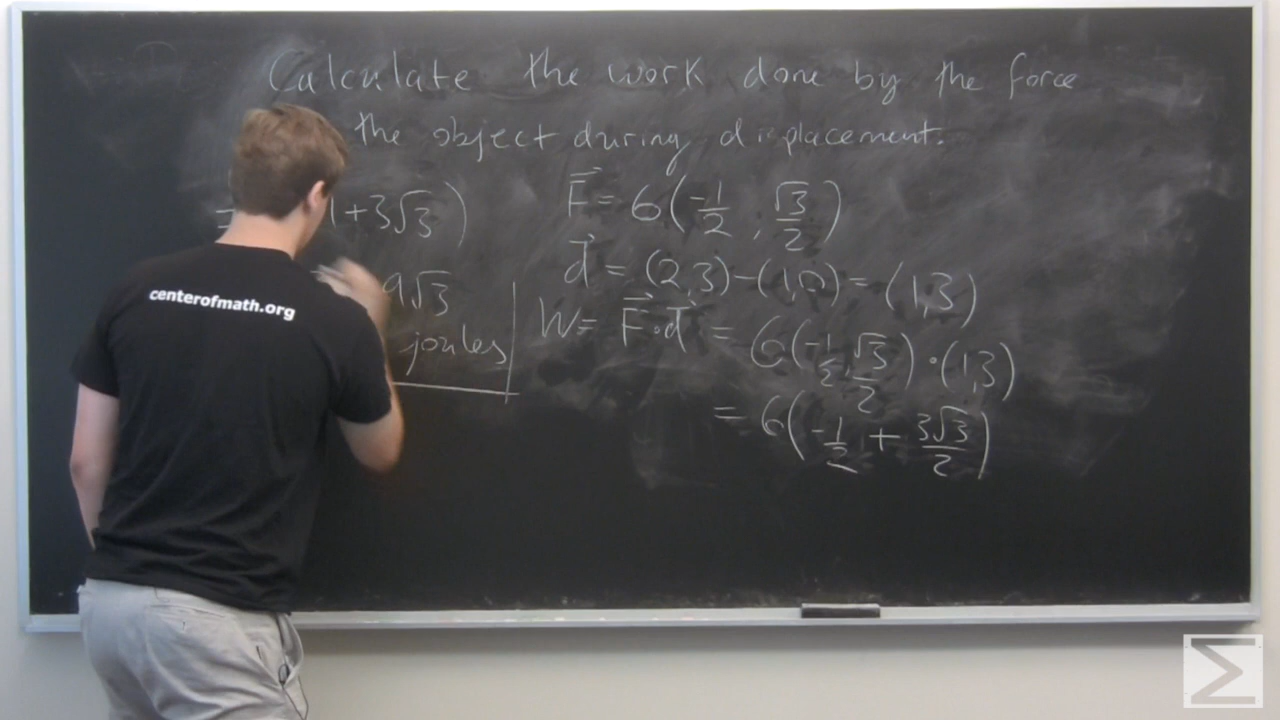 Calculate the work done by the force
the object during displacement.
= 1+3√3)
9√3
joules
F⃗ = 6(-1/2, √3/2)
d⃗ = (2,3)-(1,0) = (1,3)
W = F⃗·d⃗ = 6(-1/2, √3/2)·(1,3)
= 6(-1/2 + 3√3/2)
centerofmath.org
Σ